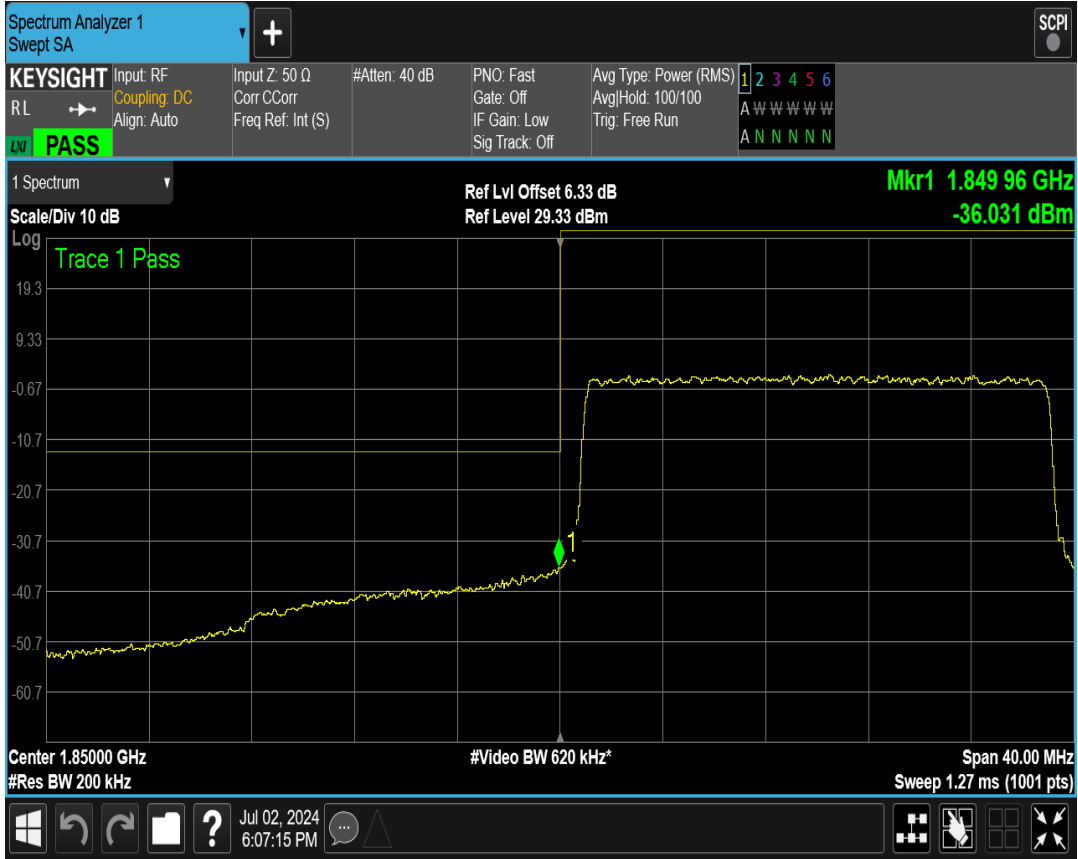 Spectrum Analyzer 1
Swept SA
SCPI
KEYSIGHT
RL
LXI PASS
Input: RF
Coupling: DC
Align: Auto
Input Z: 50 Ω
Corr CCorr
Freq Ref: Int (S)
#Atten: 40 dB
PNO: Fast
Gate: Off
IF Gain: Low
Sig Track: Off
Avg Type: Power (RMS)
Avg|Hold: 100/100
Trig: Free Run
1 2 3 4 5 6
A W W W W W
A N N N N N
1 Spectrum
Scale/Div 10 dB
Ref Lvl Offset 6.33 dB
Ref Level 29.33 dBm
Mkr1 1.849 96 GHz
-36.031 dBm
Log
Trace 1 Pass
19.3
9.33
-0.67
-10.7
-20.7
-30.7
1
-40.7
-50.7
-60.7
Center 1.85000 GHz
#Res BW 200 kHz
#Video BW 620 kHz*
Span 40.00 MHz
Sweep 1.27 ms (1001 pts)
?
Jul 02, 2024
6:07:15 PM